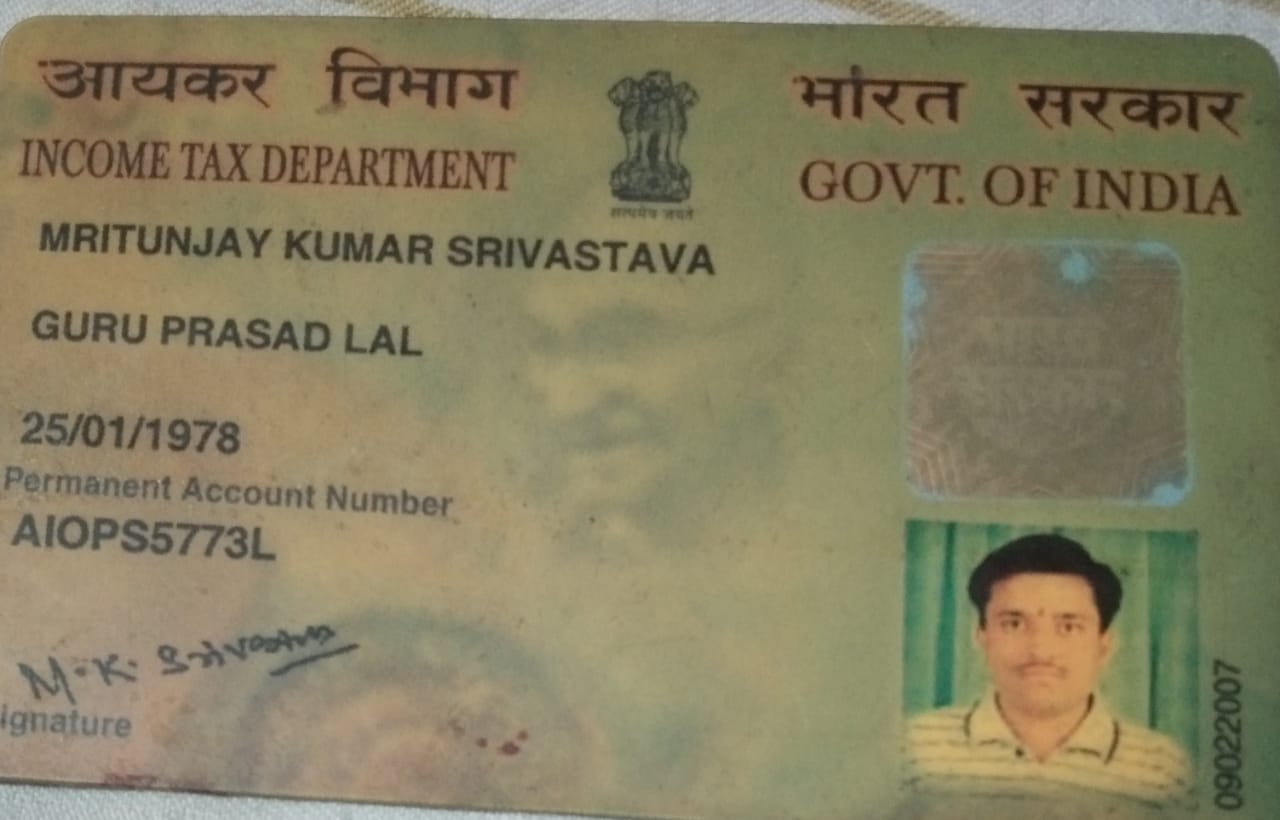 आयकर विभाग
INCOME TAX DEPARTMENT
भारत सरकार
GOVT. OF INDIA
सत्यमेव जयते
MRITUNJAY KUMAR SRIVASTAVA
GURU PRASAD LAL
25/01/1978
Permanent Account Number
AIOPS5773L
M.K. Srivastava
ignature
09022007